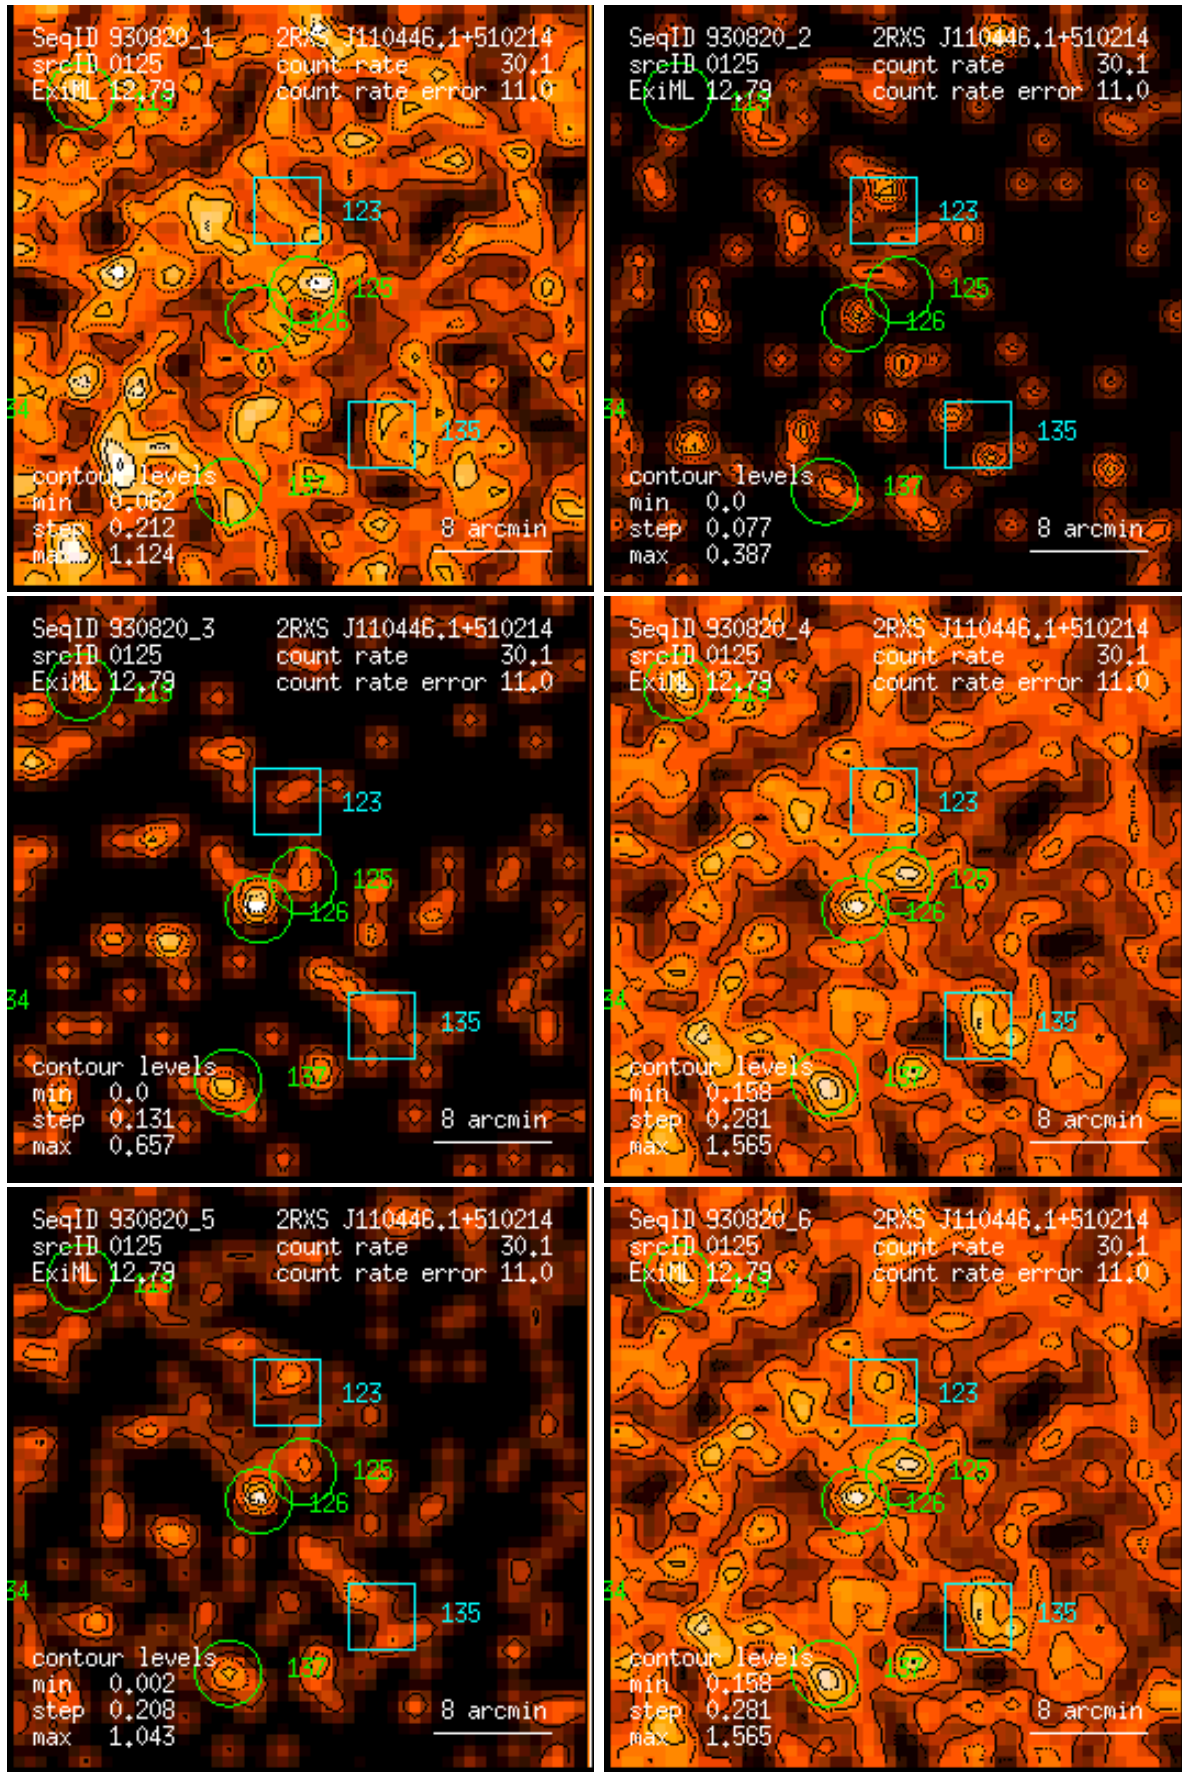 SeqID 930820_1 2RXS J110446.1+510214
srcID 0125 count rate 30.1
ExiML 12.79 count rate error 11.0
119
123
125
126
34
135
137
contour levels
min 0.062
step 0.212
max 1.124
8 arcmin
SeqID 930820_2 2RXS J110446.1+510214
srcID 0125 count rate 30.1
ExiML 12.79 count rate error 11.0
119
123
125
126
34
135
137
contour levels
min 0.0
step 0.077
max 0.387
8 arcmin
SeqID 930820_3 2RXS J110446.1+510214
srcID 0125 count rate 30.1
ExiML 12.79 count rate error 11.0
119
123
125
126
34
135
137
contour levels
min 0.0
step 0.131
max 0.657
8 arcmin
SeqID 930820_4 2RXS J110446.1+510214
srcID 0125 count rate 30.1
ExiML 12.79 count rate error 11.0
119
123
125
126
34
135
137
contour levels
min 0.158
step 0.281
max 1.565
8 arcmin
SeqID 930820_5 2RXS J110446.1+510214
srcID 0125 count rate 30.1
ExiML 12.79 count rate error 11.0
119
123
125
126
34
135
137
contour levels
min 0.002
step 0.208
max 1.043
8 arcmin
SeqID 930820_6 2RXS J110446.1+510214
srcID 0125 count rate 30.1
ExiML 12.79 count rate error 11.0
119
123
125
126
34
135
137
contour levels
min 0.158
step 0.281
max 1.565
8 arcmin